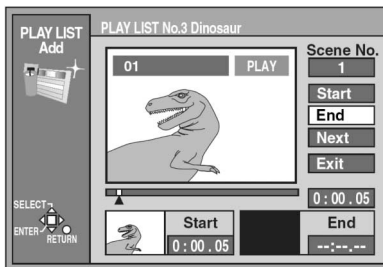 PLAY LIST
Add
PLAY LIST No.3 Dinosaur
01 PLAY
Scene No.
1
Start
End
Next
Exit
0 : 00 . 05
SELECT
ENTER
RETURN
Start
0 : 00 . 05
End
--:--.--